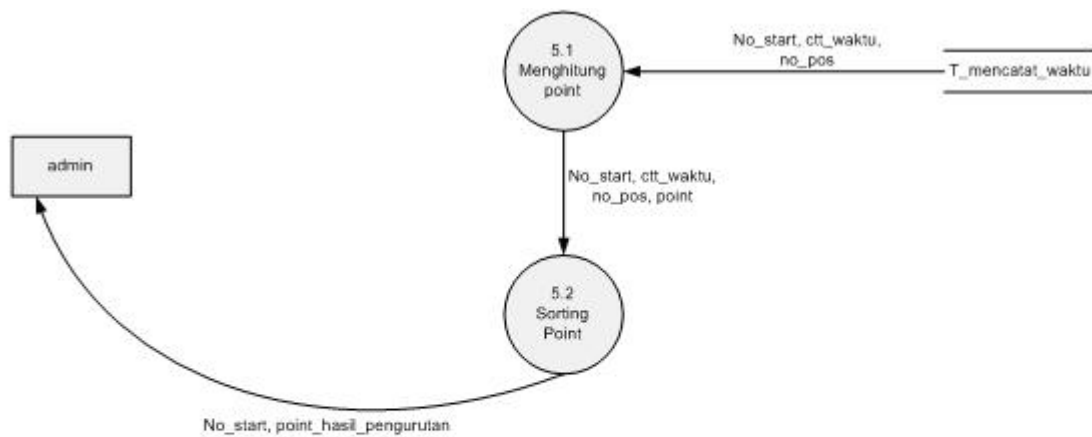 5.1
Menghitung
point
No_start, ctt_waktu,
no_pos
T_mencatat_waktu
admin
No_start, ctt_waktu,
no_pos, point
5.2
Sorting
Point
No_start, point_hasil_pengurutan